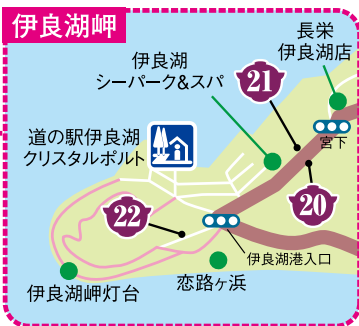 伊良湖岬
長栄
伊良湖店
伊良湖
シーパーク&スパ
21
宮下
道の駅伊良湖
クリスタルポルト
20
22
伊良湖港入口
恋路ヶ浜
伊良湖岬灯台